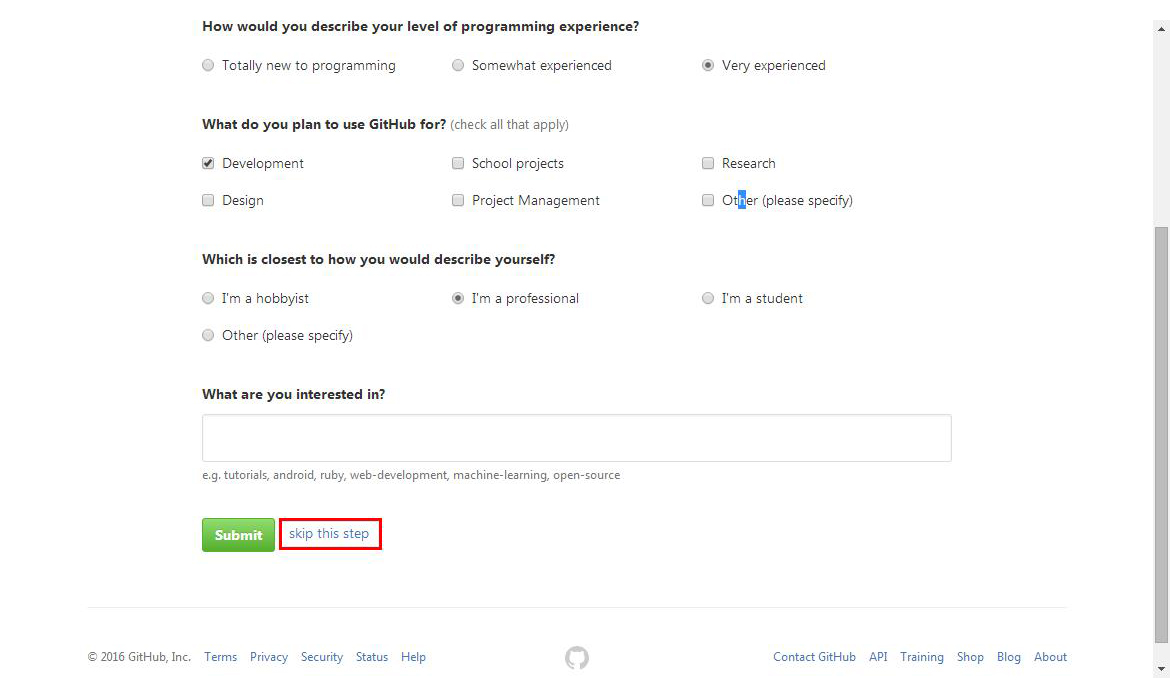 How would you describe your level of programming experience?
Totally new to programming Somewhat experienced Very experienced
What do you plan to use GitHub for? (check all that apply)
Development School projects Research
Design Project Management Other (please specify)
Which is closest to how you would describe yourself?
I'm a hobbyist I'm a professional I'm a student
Other (please specify)
What are you interested in?
e.g. tutorials, android, ruby, web-development, machine-learning, open-source
Submit skip this step
© 2016 GitHub, Inc. Terms Privacy Security Status Help Contact GitHub API Training Shop Blog About